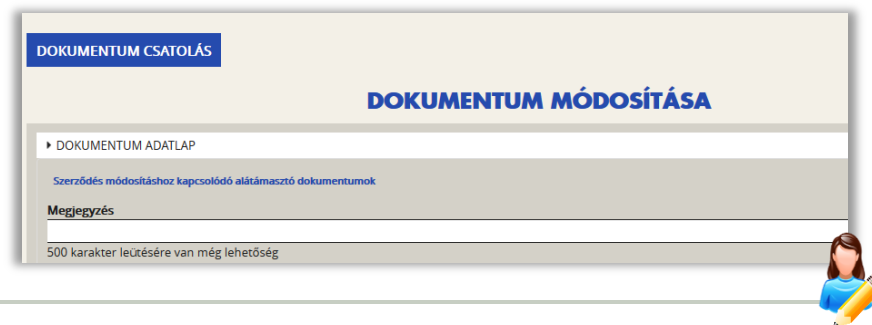 DOKUMENTUM CSATOLÁS
DOKUMENTUM MÓDOSÍTÁSA
DOKUMENTUM ADATLAP
Szerződés módosításhoz kapcsolódó alátámasztó dokumentumok
Megjegyzés
500 karakter leütésére van még lehetőség